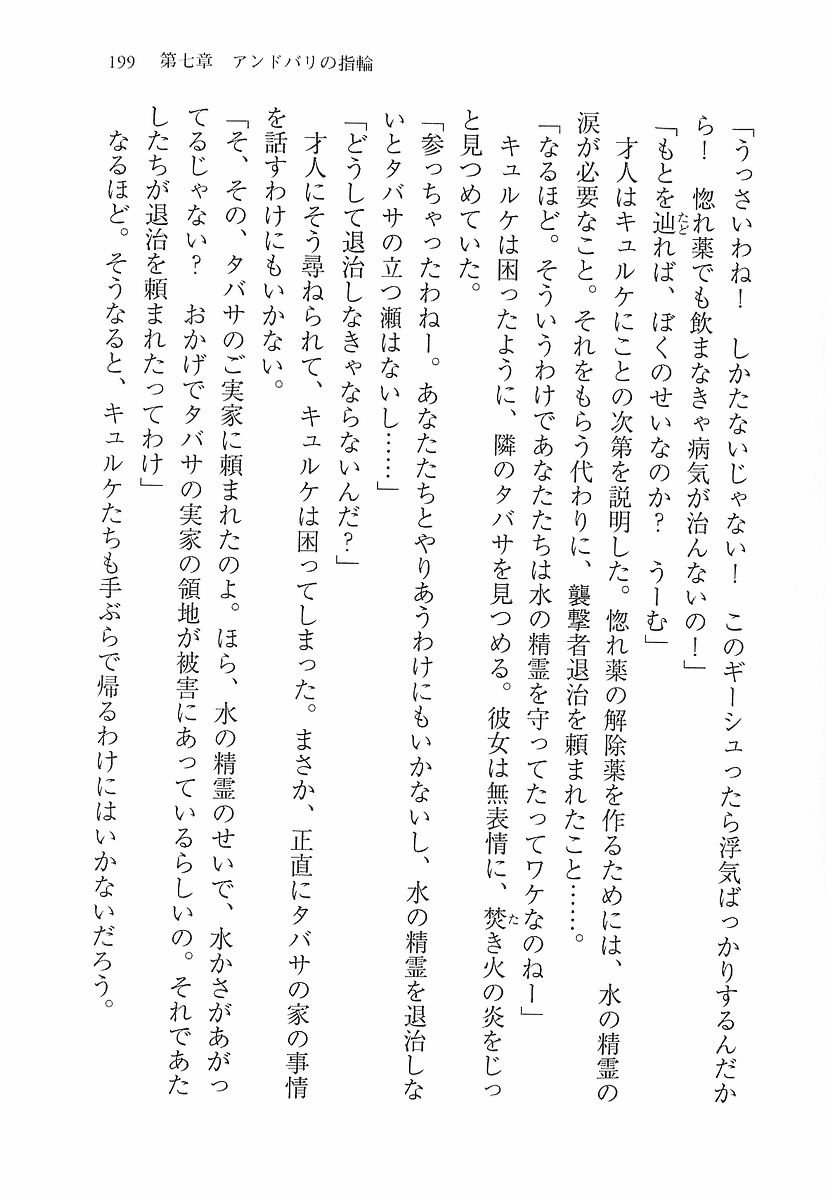 199　第七章　アンドバリの指輪
「うっさいわね！　しかたないじゃない！　このギーシュったら浮気ばっかりするんだか
ら！　惚れ薬でも飲まなきゃ病気が治んないの！」
「もとを辿れば、ぼくのせいなのか？　うーむ」
才人はキュルケにことの次第を説明した。惚れ薬の解除薬を作るためには、水の精霊の
涙が必要なこと。それをもらう代わりに、襲撃者退治を頼まれたこと……。
「なるほど。そういうわけであなたたちは水の精霊を守ってたってワケなのねー」
キュルケは困ったように、隣のタバサを見つめる。彼女は無表情に、焚き火の炎をじっ
と見つめていた。
「参っちゃったわねー。あなたたちとやりあうわけにもいかないし、水の精霊を退治しな
いとタバサの立つ瀬はないし……」
「どうして退治しなきゃならないんだ？」
才人にそう尋ねられて、キュルケは困ってしまった。まさか、正直にタバサの家の事情
を話すわけにもいかない。
「そ、その、タバサのご実家に頼まれたのよ。ほら、水の精霊のせいで、水かさがあがっ
てるじゃない？　おかげでタバサの実家の領地が被害にあっているらしいの。それであた
したちが退治を頼まれたってわけ」
なるほど。そうなると、キュルケたちも手ぶらで帰るわけにはいかないだろう。